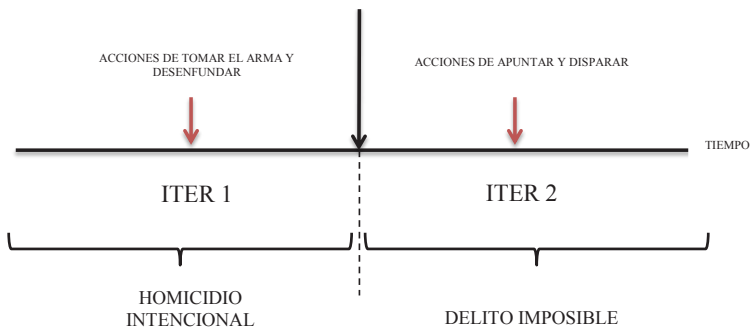 ACCIONES DE TOMAR EL ARMA Y
DESENFUNDAR
ACCIONES DE APUNTAR Y DISPARAR
TIEMPO
ITER 1
ITER 2
HOMICIDIO
INTENCIONAL
DELITO IMPOSIBLE